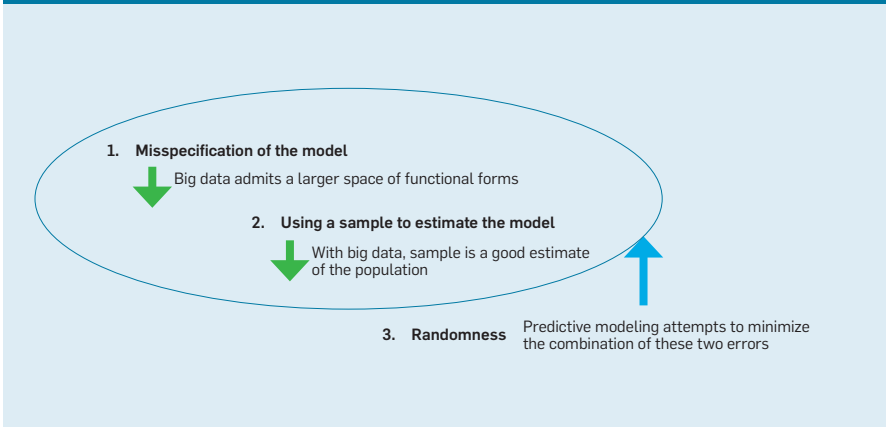 1. Misspecification of the model
Big data admits a larger space of functional forms
2. Using a sample to estimate the model
With big data, sample is a good estimate
of the population
3. Randomness
Predictive modeling attempts to minimize
the combination of these two errors